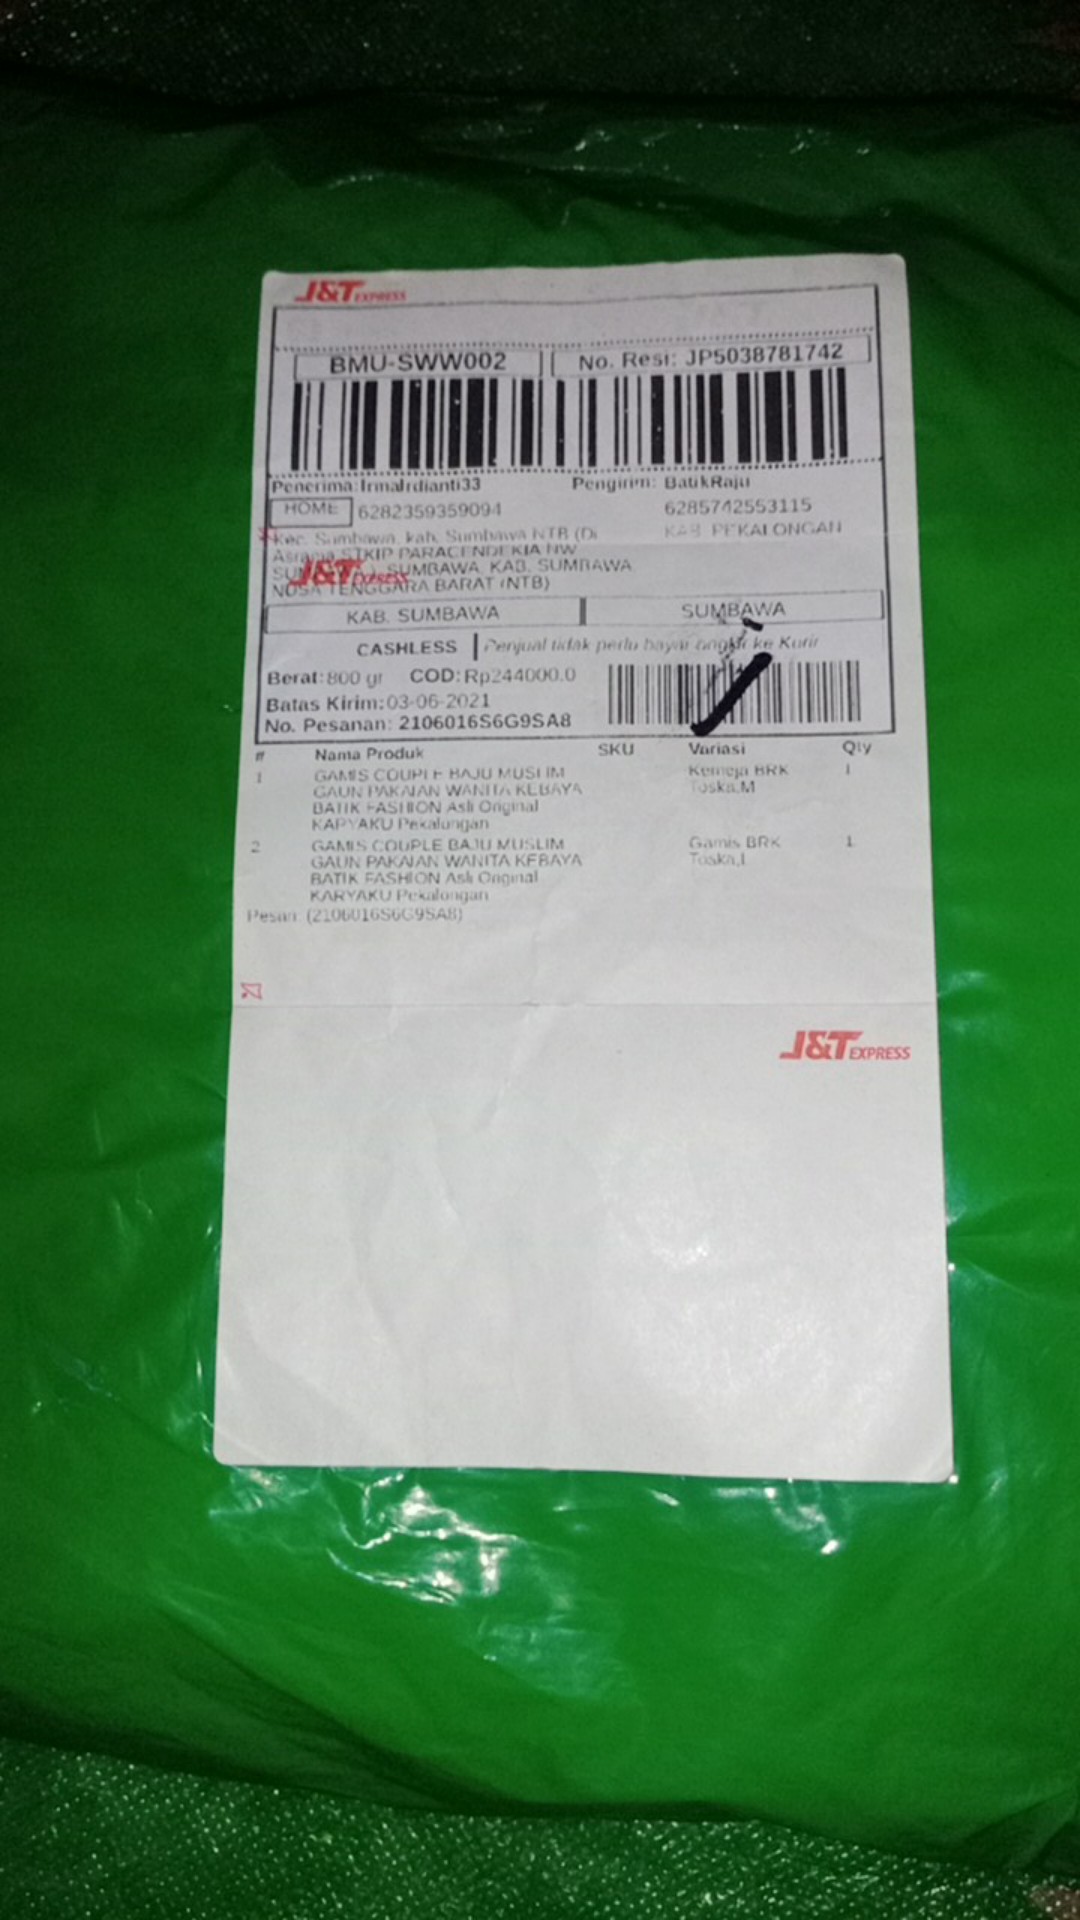 J&T EXPRESS
BMU-SWW002 No. Resi: JP5038781742
Penerima: IrmaIrdianti33 Pengirim: BatikRaju
HOME 6282359359094 6285742553115
Kec. Sumbawa, kab. Sumbawa NTB (Di KAB. PEKALONGAN
Asrama STKIP PARACENDEKIA NW
SUMBAWA, KAB. SUMBAWA
J&T EXPRESS
NUSA TENGGARA BARAT (NTB)
KAB. SUMBAWA SUMBAWA
CASHLESS Penjual tidak perlu bayar ongkir ke Kurir
Berat: 800 gr COD: Rp244000.0
Batas Kirim: 03-06-2021
No. Pesanan: 2106016S6G9SA8
# Nama Produk SKU Variasi Qty
1 GAMIS COUPLE BAJU MUSLIM Kemeja BRK 1
GAUN PAKAIAN WANITA KEBAYA Toska,M
BATIK FASHION Asli Original
KARYAKU Pekalongan
2 GAMIS COUPLE BAJU MUSLIM Gamis BRK 1
GAUN PAKAIAN WANITA KEBAYA Toska,L
BATIK FASHION Asli Original
KARYAKU Pekalongan
Pesan: (2106016S6G9SA8)
J&T EXPRESS